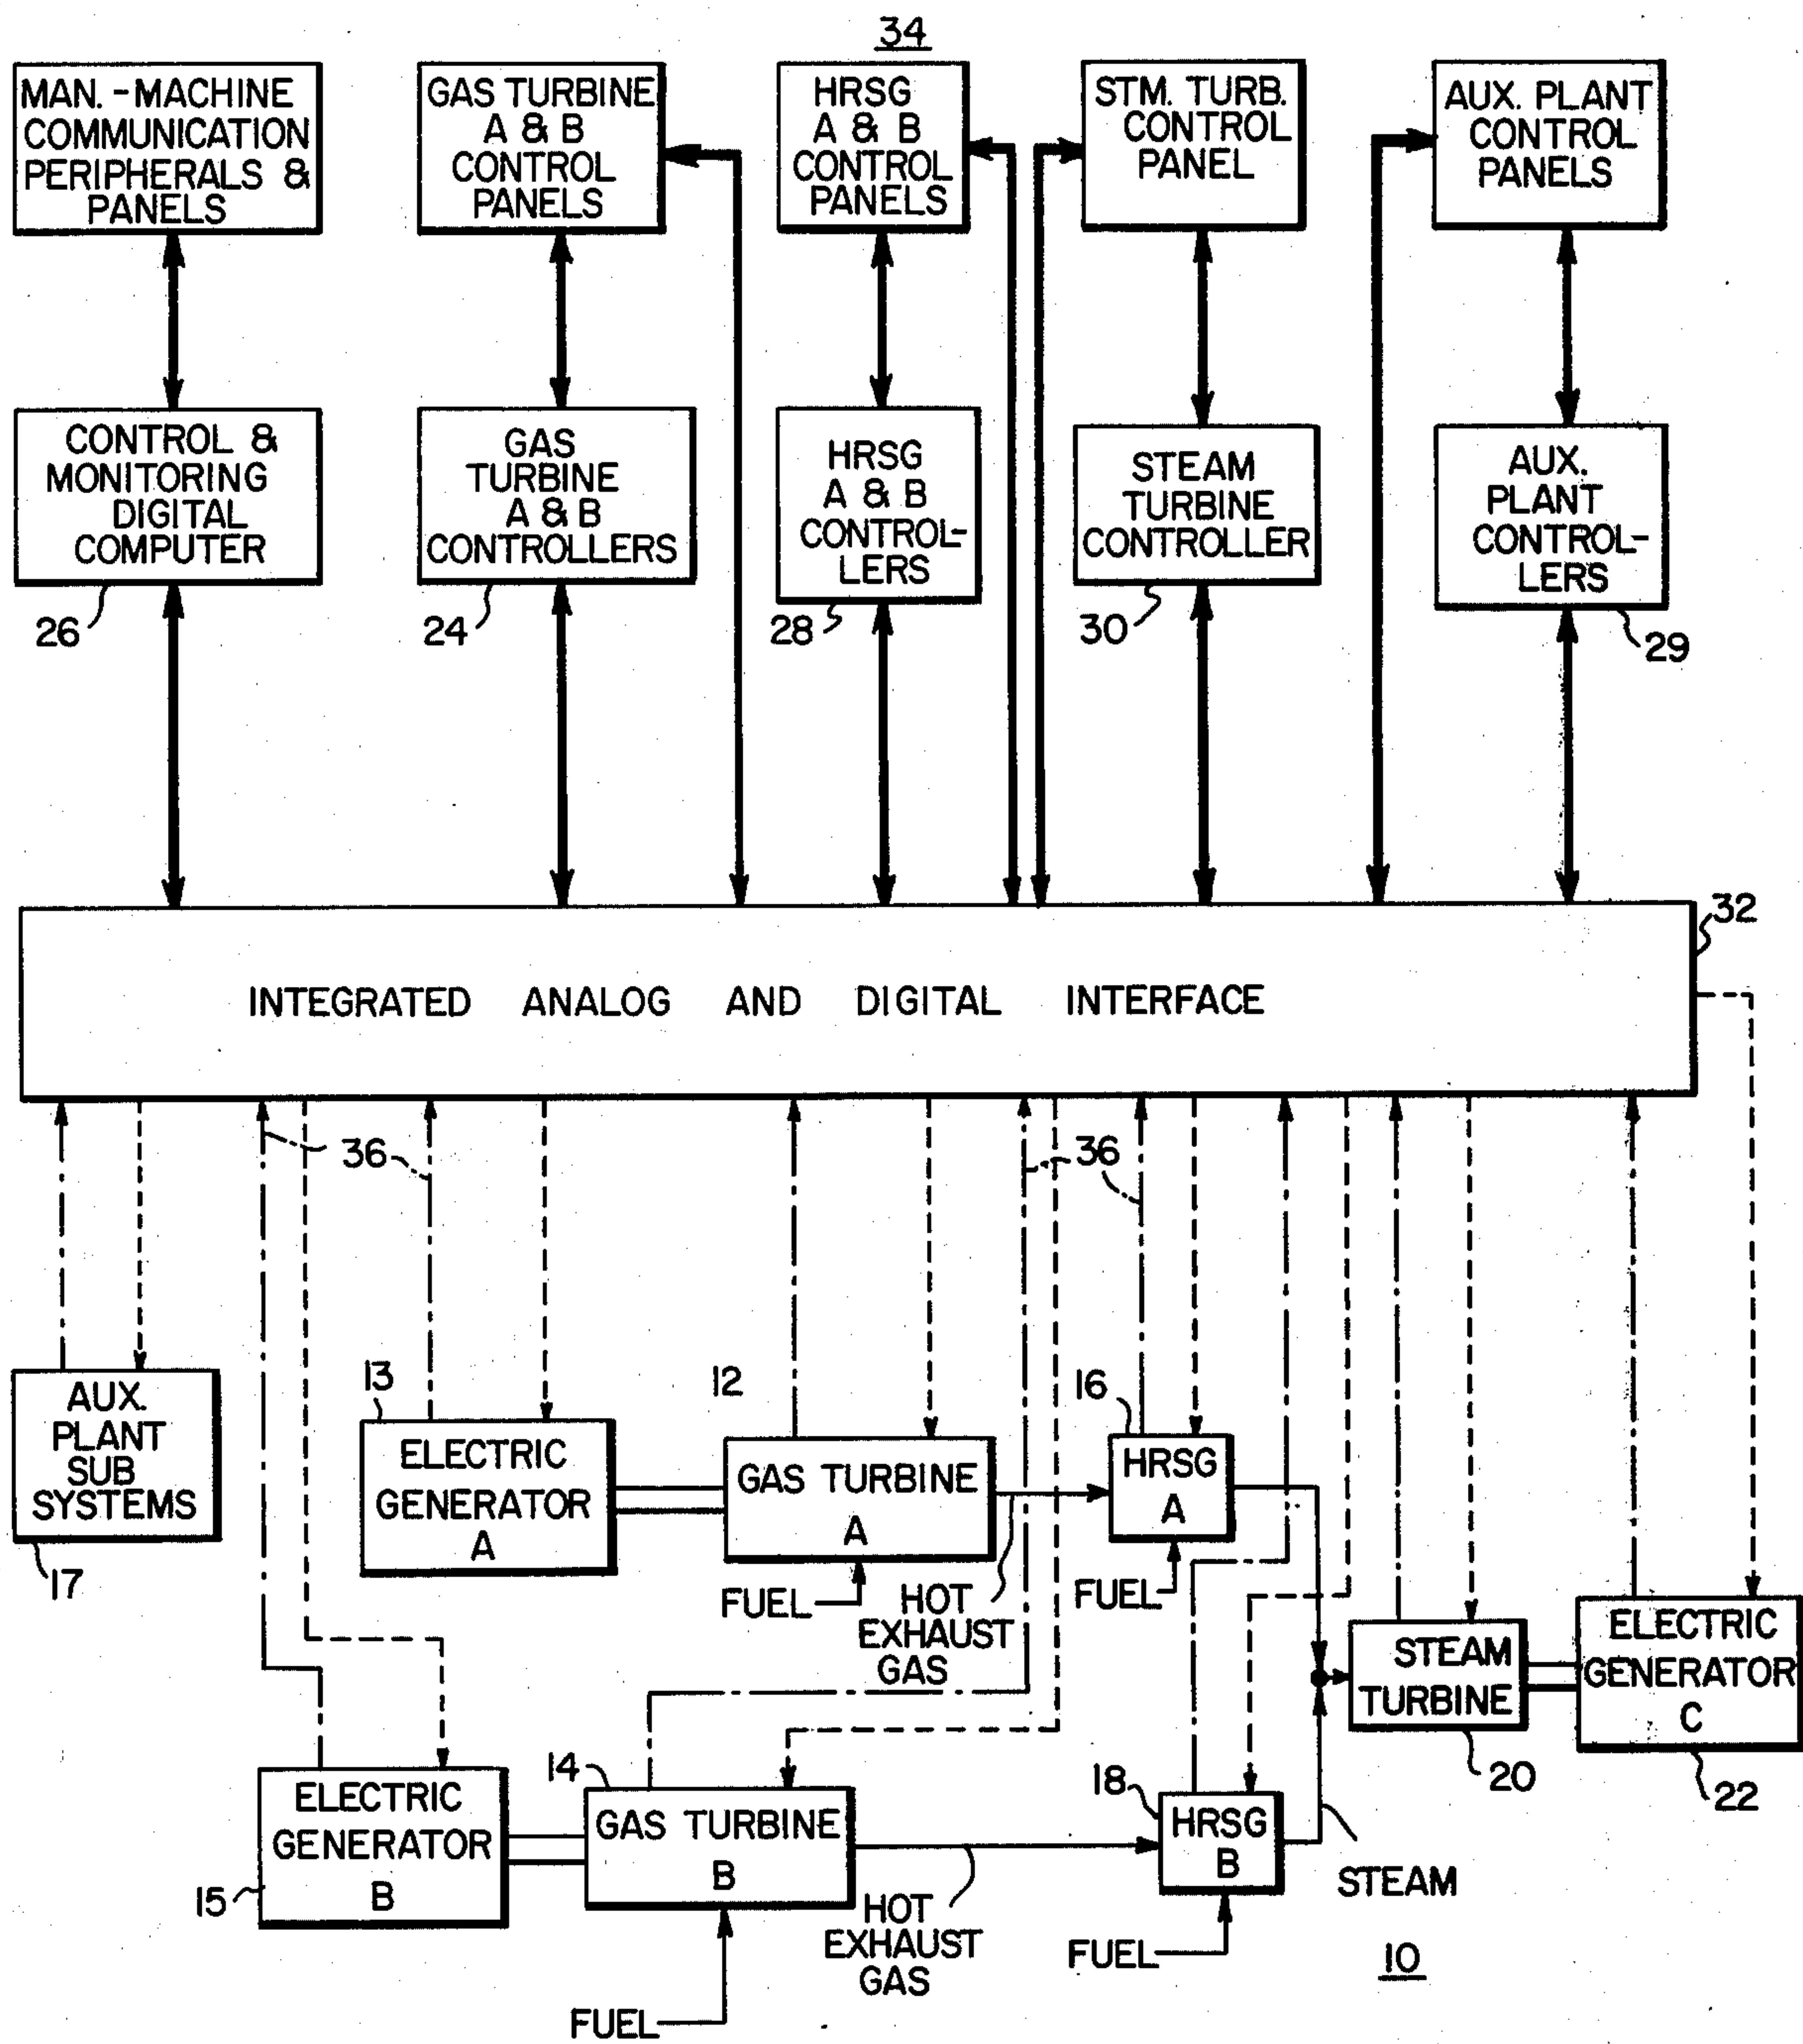 34
MAN.-MACHINE
COMMUNICATION
PERIPHERALS &
PANELS
GAS TURBINE
A & B
CONTROL
PANELS
HRSG
A & B
CONTROL
PANELS
STM. TURB.
CONTROL
PANEL
AUX. PLANT
CONTROL
PANELS
CONTROL &
MONITORING
DIGITAL
COMPUTER
26
GAS
TURBINE
A & B
CONTROLLERS
24
HRSG
A & B
CONTROL-
LERS
28
STEAM
TURBINE
CONTROLLER
30
AUX.
PLANT
CONTROL-
LERS
29
INTEGRATED ANALOG AND DIGITAL INTERFACE
32
36
36
AUX.
PLANT
SUB
SYSTEMS
17
13
ELECTRIC
GENERATOR
A
12
GAS TURBINE
A
FUEL
HOT
EXHAUST
GAS
16
HRSG
A
FUEL
STEAM
TURBINE
20
ELECTRIC
GENERATOR
C
22
ELECTRIC
GENERATOR
B
15
14
GAS TURBINE
B
FUEL
HOT
EXHAUST
GAS
18
HRSG
B
FUEL
STEAM
10